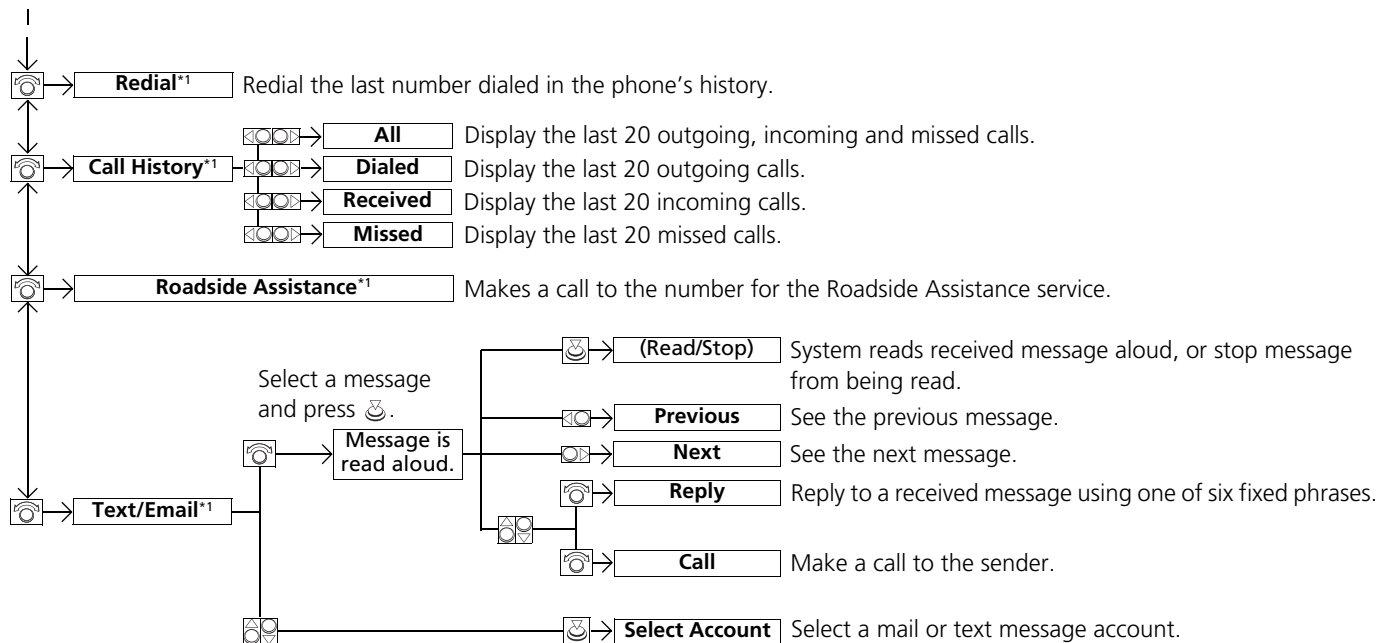 Redial*1 Redial the last number dialed in the phone's history.
All Display the last 20 outgoing, incoming and missed calls.
Call History*1 Dialed Display the last 20 outgoing calls.
Received Display the last 20 incoming calls.
Missed Display the last 20 missed calls.
Roadside Assistance*1 Makes a call to the number for the Roadside Assistance service.
(Read/Stop) System reads received message aloud, or stop message
from being read.
Select a message
and press .
Previous See the previous message.
Message is
read aloud.
Next See the next message.
Reply Reply to a received message using one of six fixed phrases.
Text/Email*1
Call Make a call to the sender.
Select Account Select a mail or text message account.